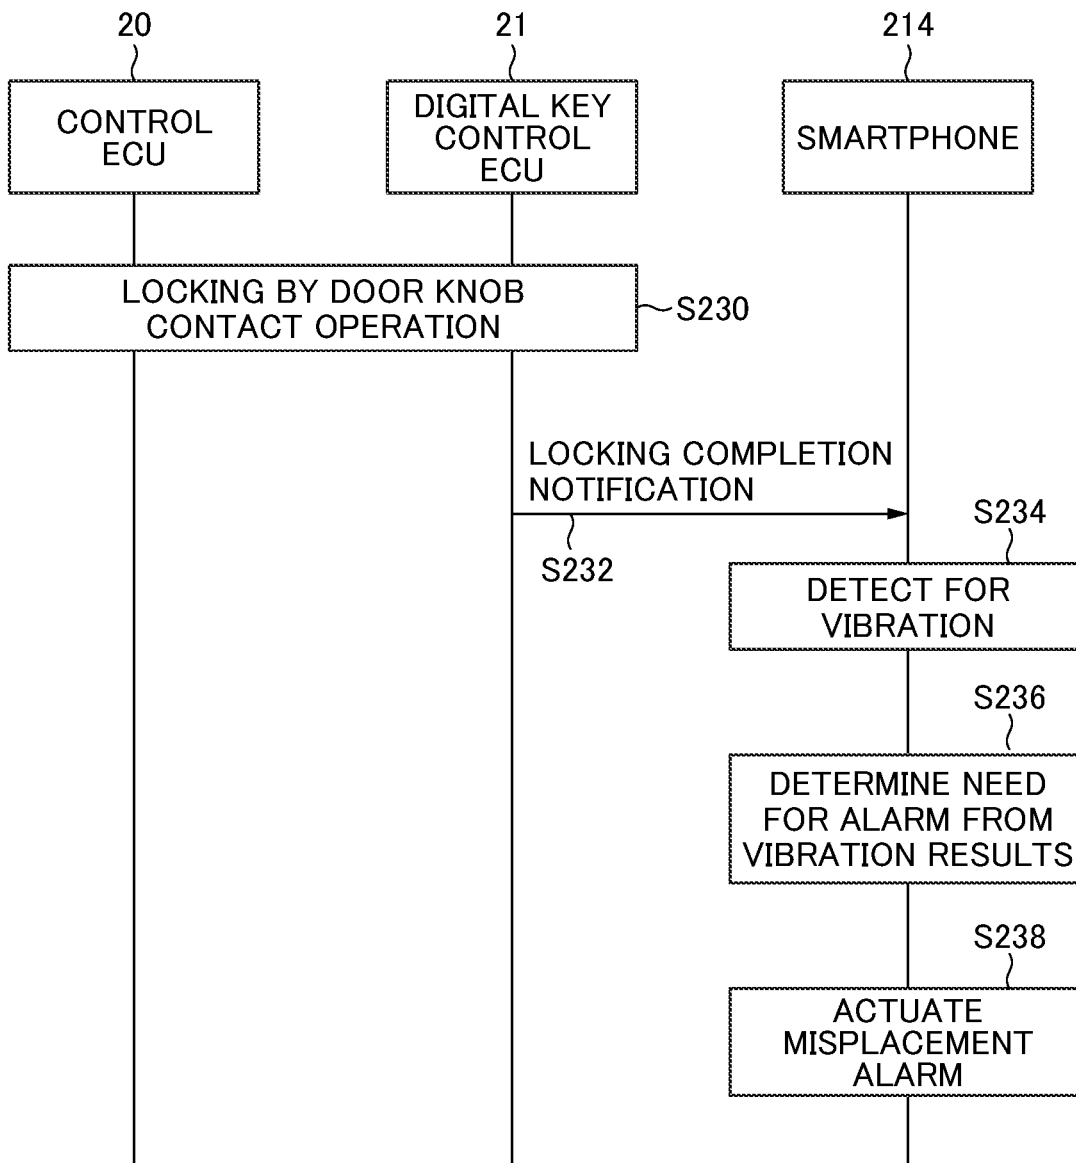 20
21
214
CONTROL
ECU
DIGITAL KEY
CONTROL
ECU
SMARTPHONE
LOCKING BY DOOR KNOB
CONTACT OPERATION
S230
LOCKING COMPLETION
NOTIFICATION
S232
S234
DETECT FOR
VIBRATION
S236
DETERMINE NEED
FOR ALARM FROM
VIBRATION RESULTS
S238
ACTUATE
MISPLACEMENT
ALARM